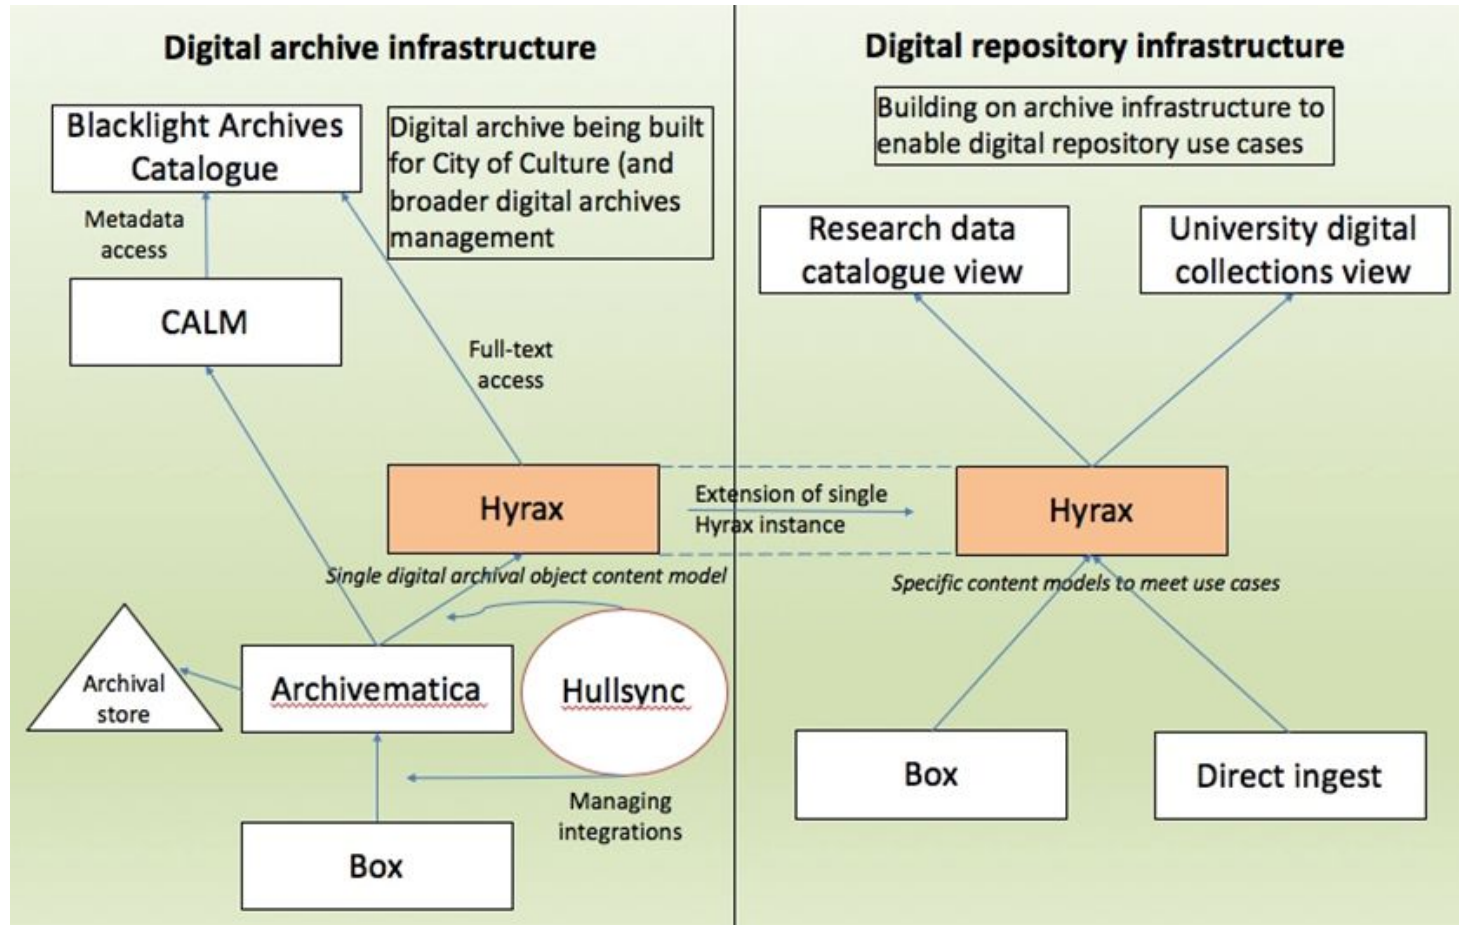 Digital archive infrastructure
Blacklight Archives
Catalogue
Digital archive being built
for City of Culture (and
broader digital archives
management
Metadata
access
CALM
Full-text
access
Hyrax
Single digital archival object content model
Archival
store
Archivematica
Hullsync
Managing
integrations
Box
Extension of single
Hyrax instance
Digital repository infrastructure
Building on archive infrastructure to
enable digital repository use cases
Research data
catalogue view
University digital
collections view
Hyrax
Specific content models to meet use cases
Box
Direct ingest